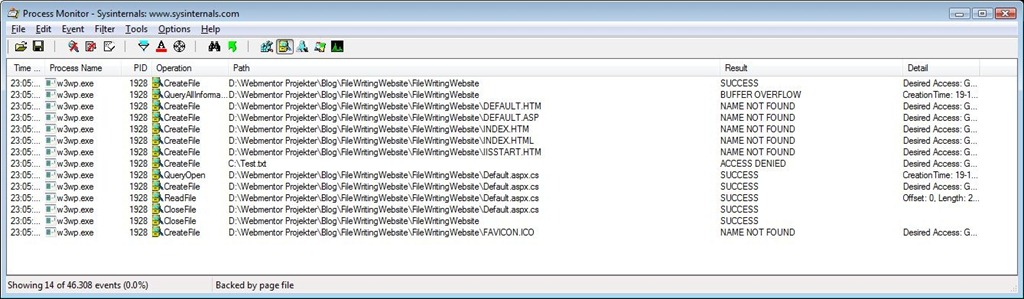 Process Monitor - Sysinternals: www.sysinternals.com
File Edit Event Filter Tools Options Help
Time ... Process Name PID Operation Path Result Detail
23:05:... w3wp.exe 1928 CreateFile D:\Webmentor Projekter\Blog\FileWritingWebsite\FileWritingWebsite SUCCESS Desired Access: G...
23:05:... w3wp.exe 1928 QueryAllInforma... D:\Webmentor Projekter\Blog\FileWritingWebsite\FileWritingWebsite BUFFER OVERFLOW CreationTime: 19-1...
23:05:... w3wp.exe 1928 CreateFile D:\Webmentor Projekter\Blog\FileWritingWebsite\FileWritingWebsite\DEFAULT.HTM NAME NOT FOUND Desired Access: G...
23:05:... w3wp.exe 1928 CreateFile D:\Webmentor Projekter\Blog\FileWritingWebsite\FileWritingWebsite\DEFAULT.ASP NAME NOT FOUND Desired Access: G...
23:05:... w3wp.exe 1928 CreateFile D:\Webmentor Projekter\Blog\FileWritingWebsite\FileWritingWebsite\INDEX.HTM NAME NOT FOUND Desired Access: G...
23:05:... w3wp.exe 1928 CreateFile D:\Webmentor Projekter\Blog\FileWritingWebsite\FileWritingWebsite\INDEX.HTML NAME NOT FOUND Desired Access: G...
23:05:... w3wp.exe 1928 CreateFile D:\Webmentor Projekter\Blog\FileWritingWebsite\FileWritingWebsite\IISSTART.HTM NAME NOT FOUND Desired Access: G...
23:05:... w3wp.exe 1928 CreateFile C:\Test.txt ACCESS DENIED Desired Access: G...
23:05:... w3wp.exe 1928 QueryOpen D:\Webmentor Projekter\Blog\FileWritingWebsite\FileWritingWebsite\Default.aspx.cs SUCCESS CreationTime: 19-1...
23:05:... w3wp.exe 1928 CreateFile D:\Webmentor Projekter\Blog\FileWritingWebsite\FileWritingWebsite\Default.aspx.cs SUCCESS Desired Access: G...
23:05:... w3wp.exe 1928 ReadFile D:\Webmentor Projekter\Blog\FileWritingWebsite\FileWritingWebsite\Default.aspx.cs SUCCESS Offset: 0, Length: 2...
23:05:... w3wp.exe 1928 CloseFile D:\Webmentor Projekter\Blog\FileWritingWebsite\FileWritingWebsite\Default.aspx.cs SUCCESS
23:05:... w3wp.exe 1928 CloseFile D:\Webmentor Projekter\Blog\FileWritingWebsite\FileWritingWebsite SUCCESS
23:05:... w3wp.exe 1928 CreateFile D:\Webmentor Projekter\Blog\FileWritingWebsite\FileWritingWebsite\FAVICON.ICO NAME NOT FOUND Desired Access: G...
Showing 14 of 46.308 events (0.0%) Backed by page file